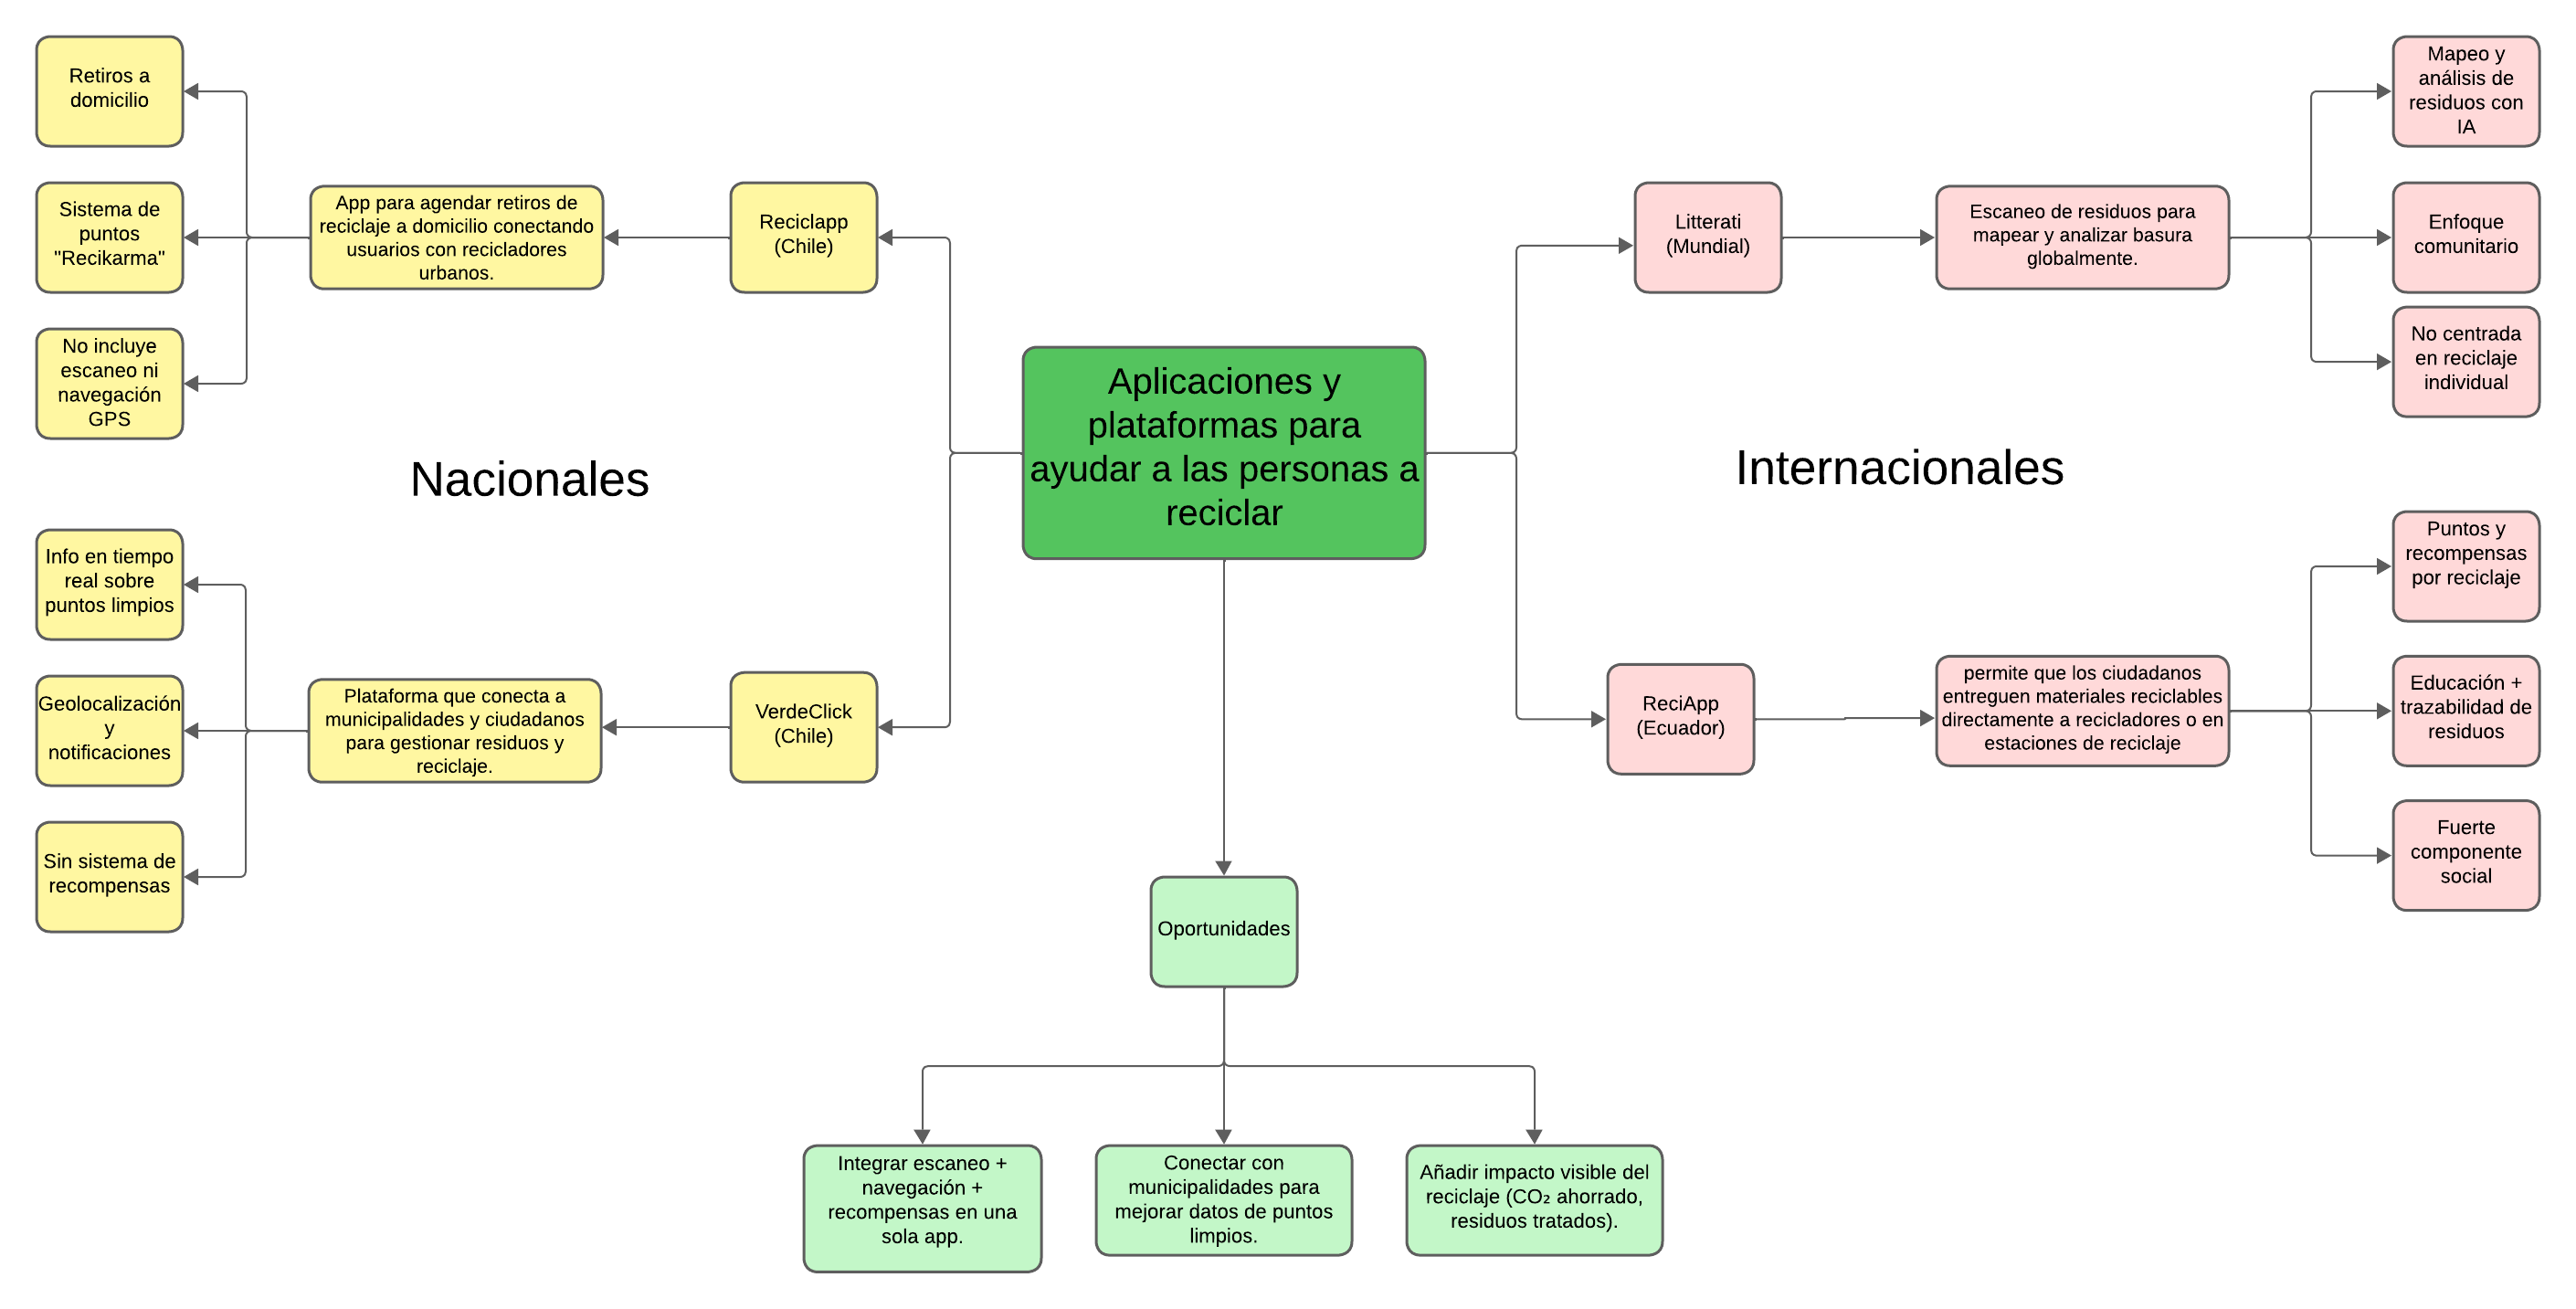 Aplicaciones y
plataformas para
ayudar a las personas a
reciclar
Nacionales
Reciclapp
(Chile)
App para agendar retiros de
reciclaje a domicilio conectando
usuarios con recicladores
urbanos.
Retiros a
domicilio
Sistema de
puntos
"Recikarma"
No incluye
escaneo ni
navegación
GPS
VerdeClick
(Chile)
Plataforma que conecta a
municipalidades y ciudadanos
para gestionar residuos y
reciclaje.
Info en tiempo
real sobre
puntos limpios
Geolocalización
y
notificaciones
Sin sistema de
recompensas
Internacionales
Litterati
(Mundial)
Escaneo de residuos para
mapear y analizar basura
globalmente.
Mapeo y
análisis de
residuos con
IA
Enfoque
comunitario
No centrada
en reciclaje
individual
ReciApp
(Ecuador)
permite que los ciudadanos
entreguen materiales reciclables
directamente a recicladores o en
estaciones de reciclaje
Puntos y
recompensas
por reciclaje
Educación +
trazabilidad de
residuos
Fuerte
componente
social
Oportunidades
Integrar escaneo +
navegación +
recompensas en una
sola app.
Conectar con
municipalidades para
mejorar datos de puntos
limpios.
Añadir impacto visible del
reciclaje (CO₂ ahorrado,
residuos tratados).